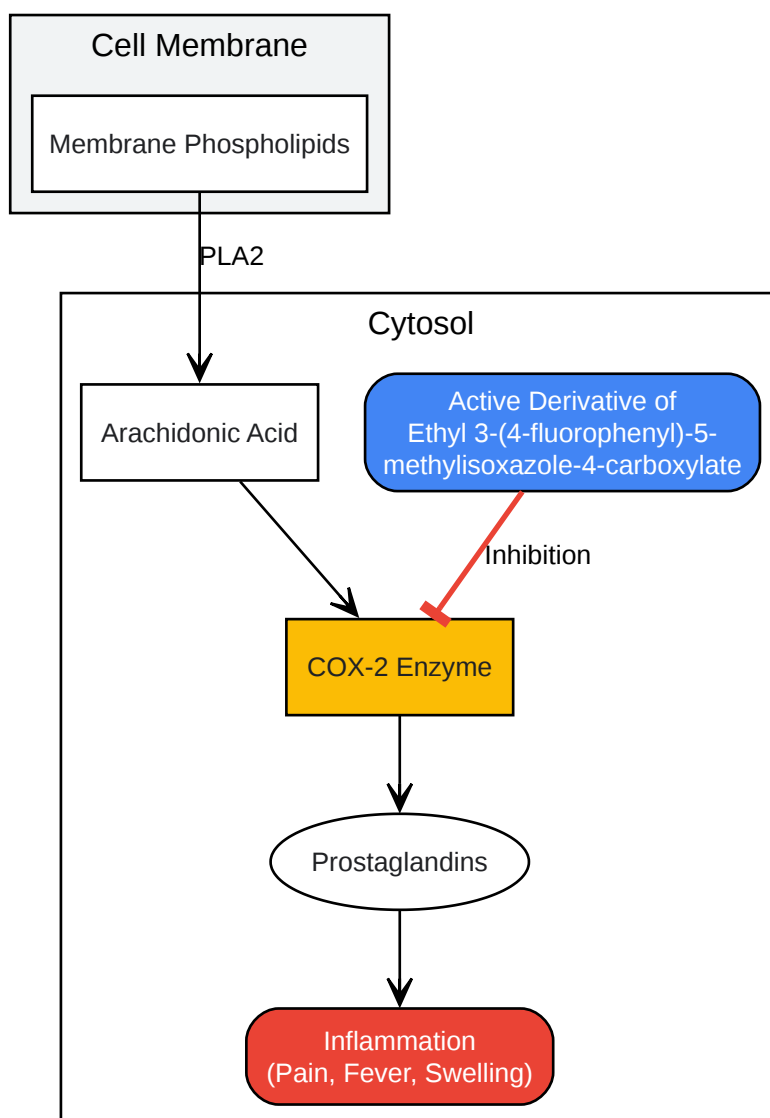 Cell Membrane
Membrane Phospholipids
PLA2
Cytosol
Arachidonic Acid
Active Derivative of
Ethyl 3-(4-fluorophenyl)-5-
methylisoxazole-4-carboxylate
Inhibition
COX-2 Enzyme
Prostaglandins
Inflammation
(Pain, Fever, Swelling)